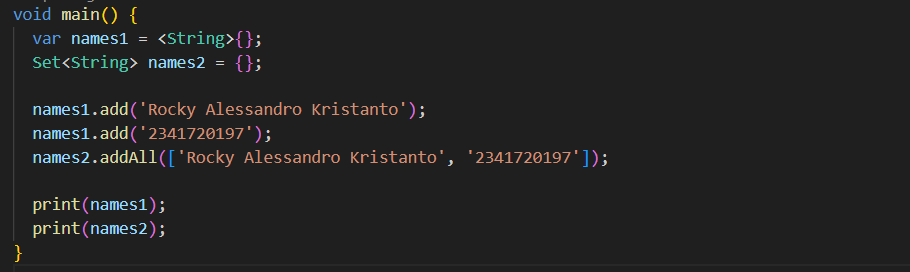 void main() {
  var names1 = <String>{};
  Set<String> names2 = {};

  names1.add('Rocky Alessandro Kristanto');
  names1.add('2341720197');
  names2.addAll(['Rocky Alessandro Kristanto', '2341720197']);

  print(names1);
  print(names2);
}